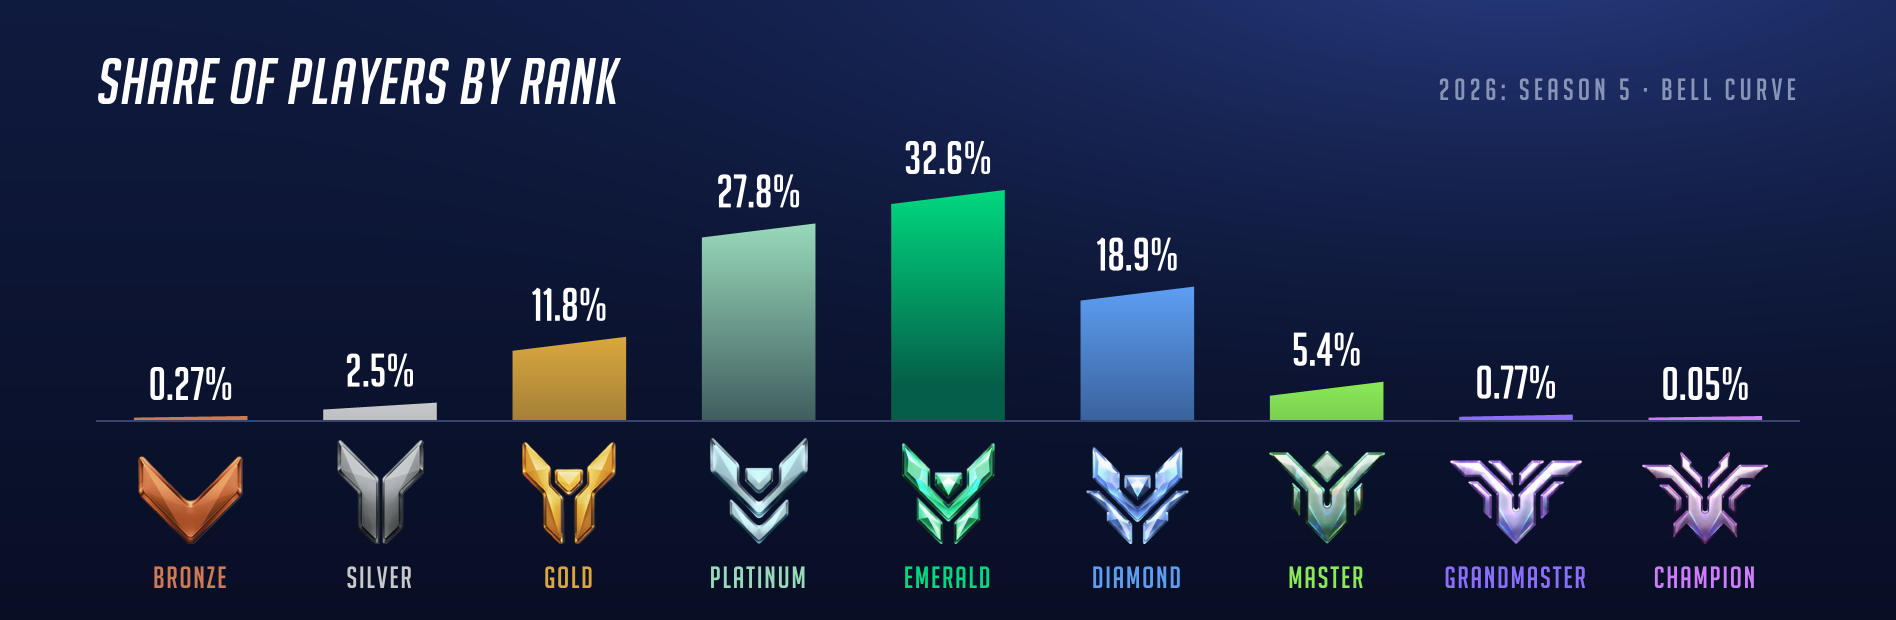 SHARE OF PLAYERS BY RANK
2026: SEASON 5 · BELL CURVE
0.27%
2.5%
11.8%
27.8%
32.6%
18.9%
5.4%
0.77%
0.05%
BRONZE
SILVER
GOLD
PLATINUM
EMERALD
DIAMOND
MASTER
GRANDMASTER
CHAMPION